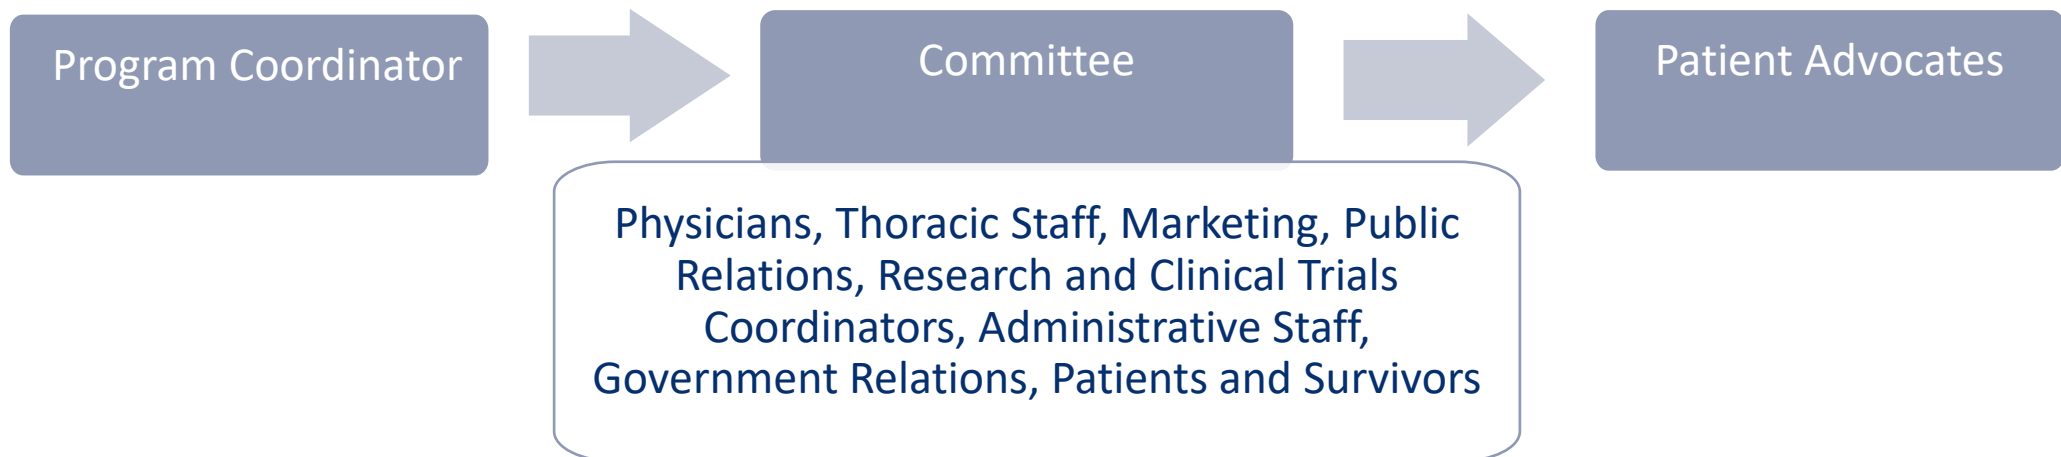 Program Coordinator
Committee
Patient Advocates
Physicians, Thoracic Staff, Marketing, Public
Relations, Research and Clinical Trials
Coordinators, Administrative Staff,
Government Relations, Patients and Survivors